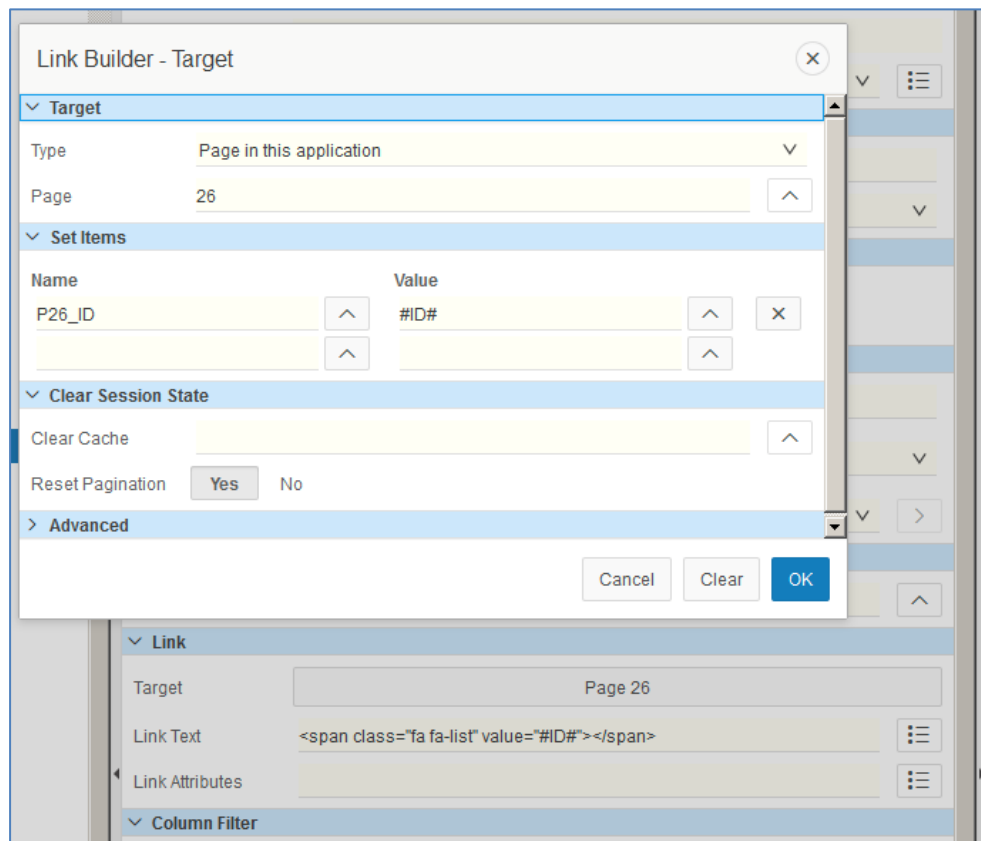 Link Builder - Target
Target
Type Page in this application
Page 26
Set Items
Name Value
P26_ID #ID#
Clear Session State
Clear Cache
Reset Pagination Yes No
Advanced
Cancel Clear OK
Link
Target Page 26
Link Text <span class="fa fa-list" value="#ID#"></span>
Link Attributes
Column Filter